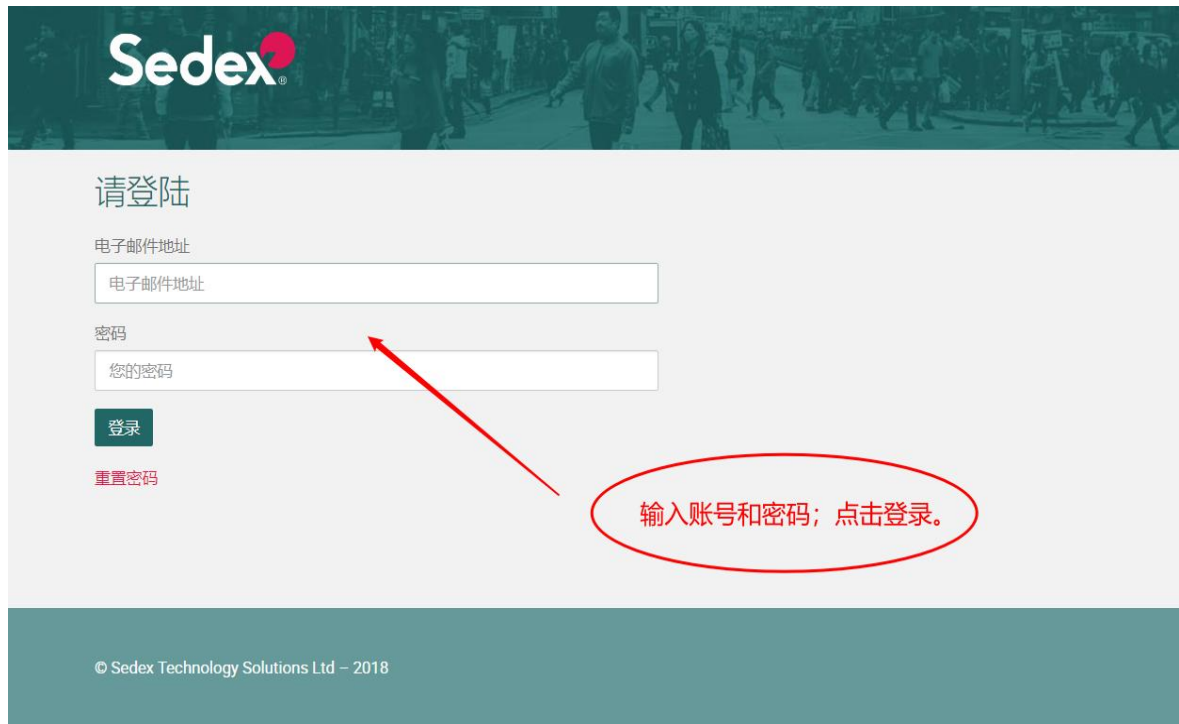 Sedex®
请登陆
电子邮件地址
电子邮件地址
密码
您的密码
登录
重置密码
输入账号和密码；点击登录。
© Sedex Technology Solutions Ltd – 2018